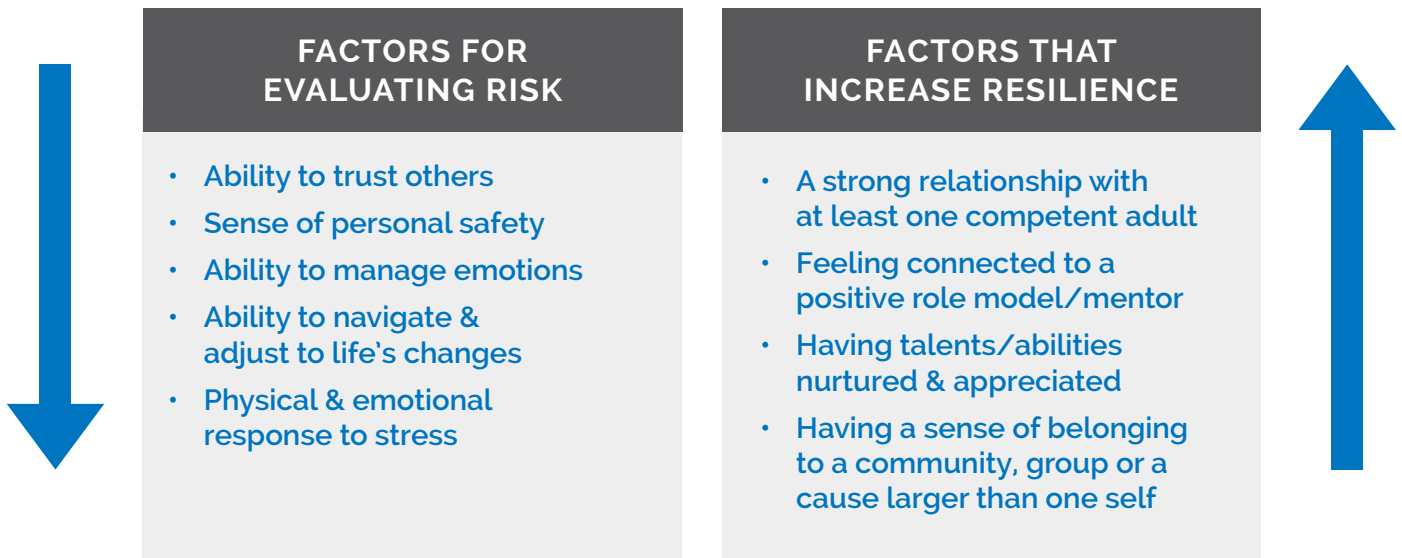 FACTORS FOR
EVALUATING RISK
• Ability to trust others
• Sense of personal safety
• Ability to manage emotions
• Ability to navigate &
adjust to life's changes
• Physical & emotional
response to stress
FACTORS THAT
INCREASE RESILIENCE
• A strong relationship with
at least one competent adult
• Feeling connected to a
positive role model/mentor
• Having talents/abilities
nurtured & appreciated
• Having a sense of belonging
to a community, group or a
cause larger than one self